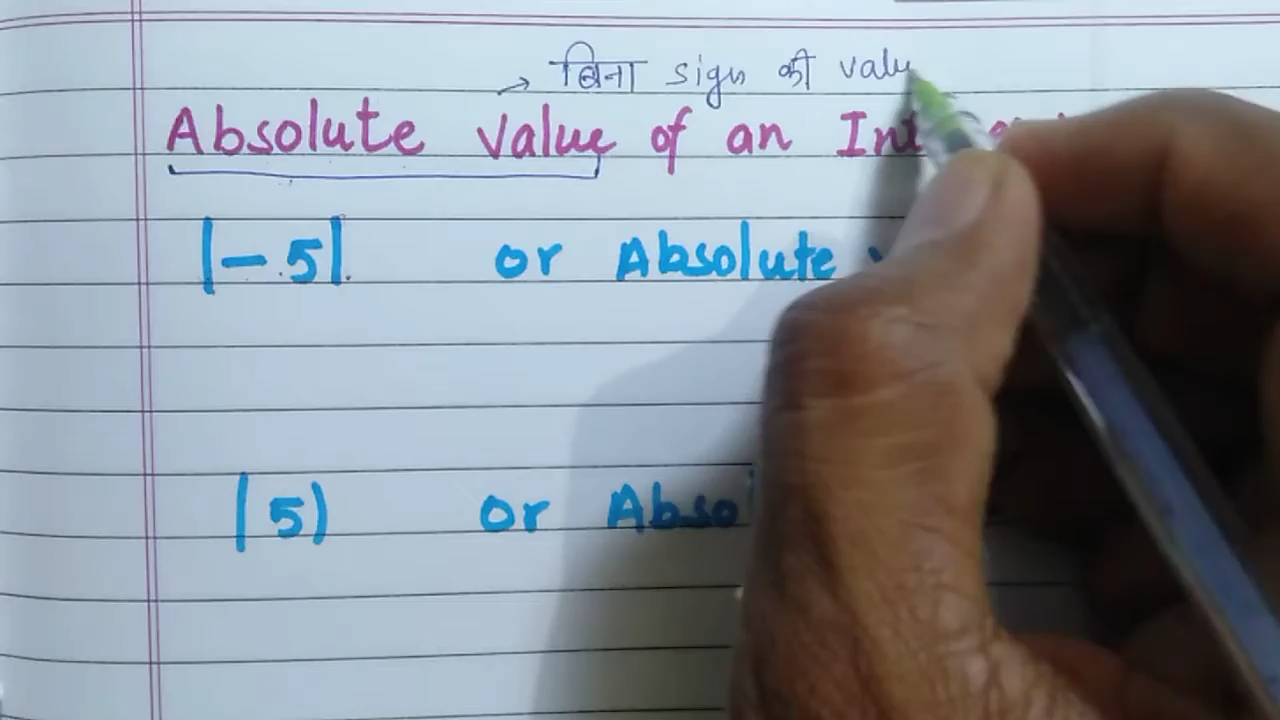 → बिना sign की valu
Absolute value of an In
|-5| or Absolute
|5) or Abso